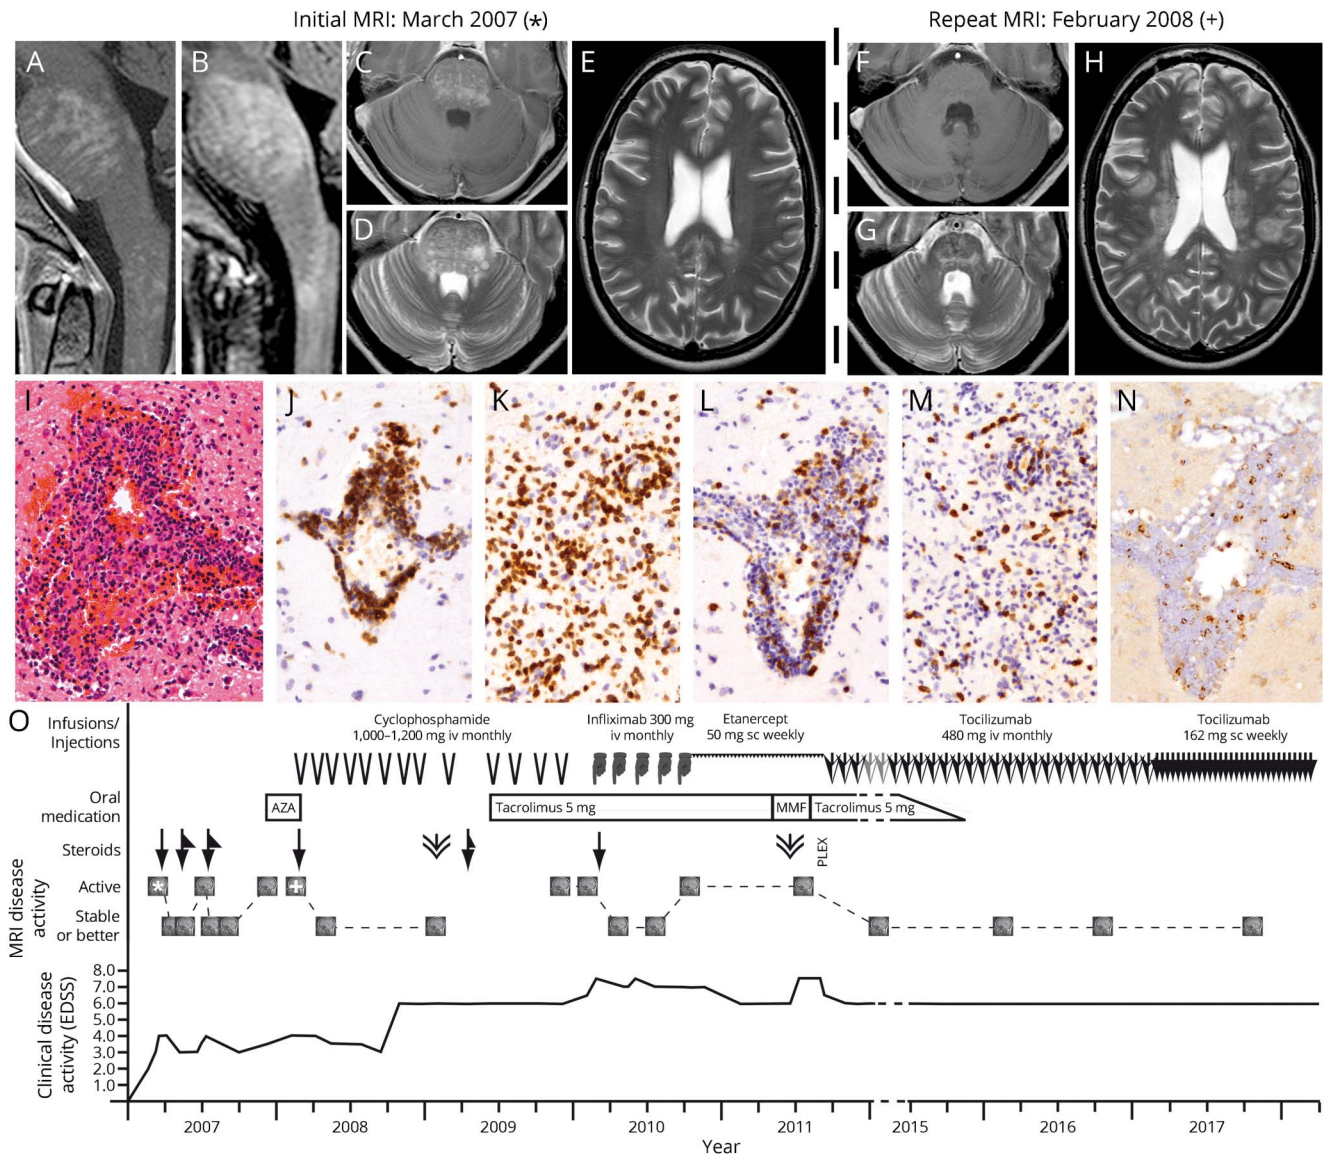 Initial MRI: March 2007 (*)
Repeat MRI: February 2008 (+)
A
B
C
D
E
F
G
H
I
J
K
L
M
N
O
Infusions/
Injections
Cyclophosphamide
1,000–1,200 mg iv monthly
Infliximab 300 mg
iv monthly
Etanercept
50 mg sc weekly
Tocilizumab
480 mg iv monthly
Tocilizumab
162 mg sc weekly
Oral
medication
AZA
Tacrolimus 5 mg
MMF
Tacrolimus 5 mg
Steroids
PLEX
MRI disease
activity
Active
*
+
Stable
or better
Clinical disease
activity (EDSS)
8.0
7.0
6.0
5.0
4.0
3.0
2.0
1.0
2007
2008
2009
2010
2011
2015
2016
2017
Year